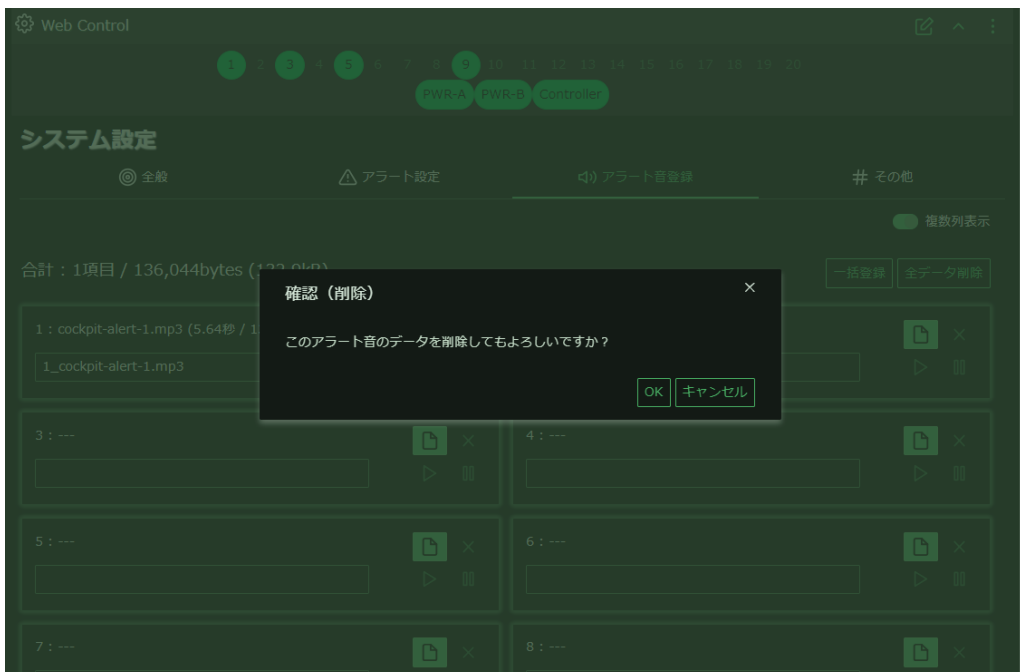 Web Control
1 2 3 4 5 6 7 8 9 10 11 12 13 14 15 16 17 18 19 20
PWR-A PWR-B Controller
システム設定
全般 アラート設定 アラート音登録 その他
複数列表示
合計：1項目 / 136,044bytes
一括登録 全データ削除
確認（削除）
このアラート音のデータを削除してもよろしいですか？
OK キャンセル
1 : cockpit-alert-1.mp3 (5.64秒 /
1_cockpit-alert-1.mp3
3 : --- 4 : ---
5 : --- 6 : ---
7 : --- 8 : ---